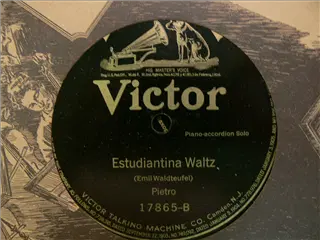 HIS MASTER'S VOICE
Victor
Piano-accordion Solo
Estudiantina Waltz
(Emil Waldteufel)
Pietro
17865-B
VICTOR TALKING MACHINE CO. Camden, N.J.